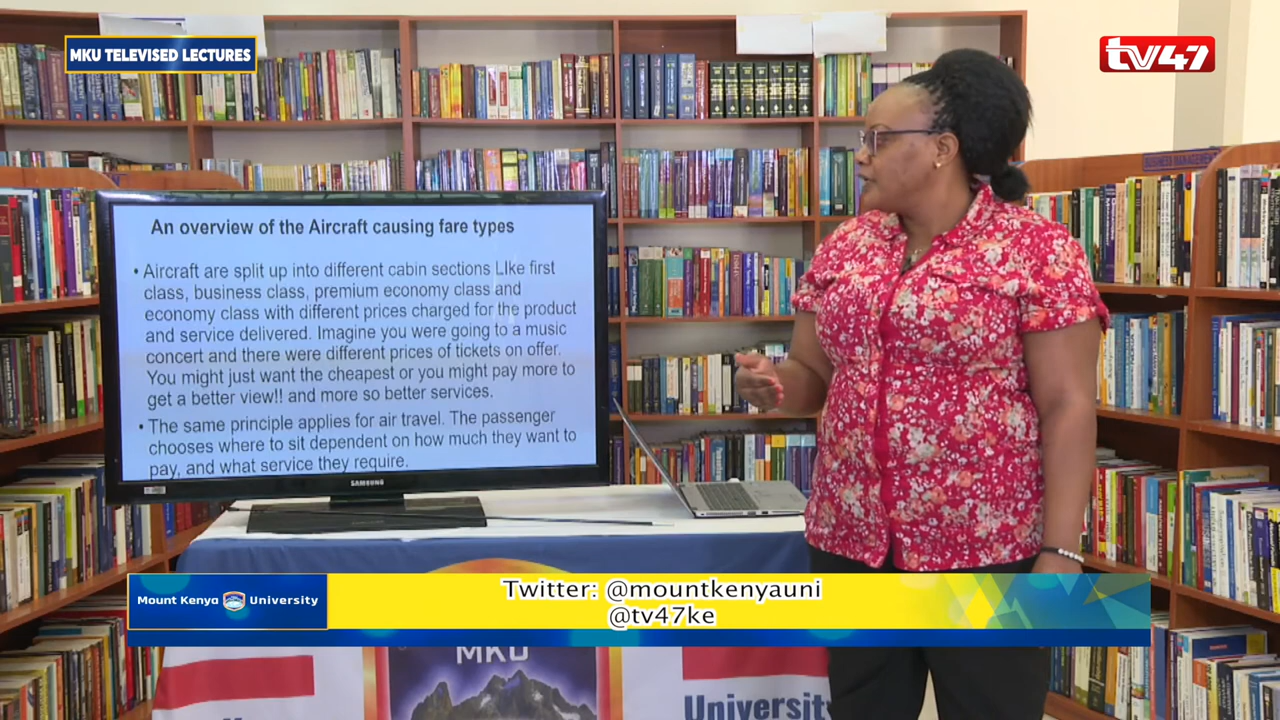 MKU TELEVISED LECTURES
tv47
BUSINESS MANAGEMENT
An overview of the Aircraft causing fare types
• Aircraft are split up into different cabin sections LIke first
class, business class, premium economy class and
economy class with different prices charged for the product
and service delivered. Imagine you were going to a music
concert and there were different prices of tickets on offer.
You might just want the cheapest or you might pay more to
get a better view!! and more so better services.
• The same principle applies for air travel. The passenger
chooses where to sit dependent on how much they want to
pay, and what service they require.
SAMSUNG
Mount Kenya University
Twitter: @mountkenyauni
@tv47ke
MKU
University